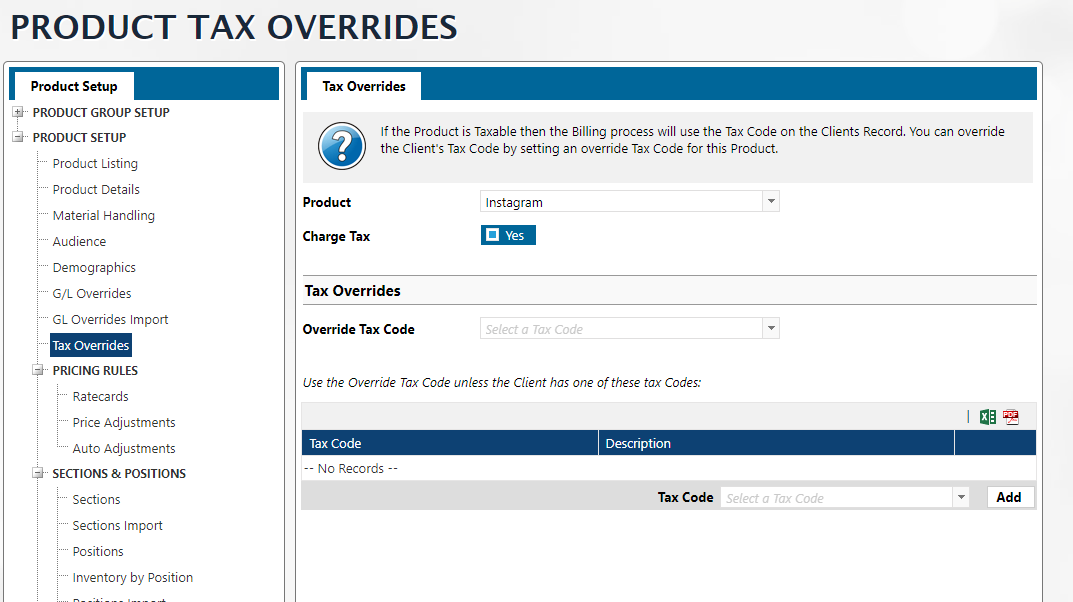 PRODUCT TAX OVERRIDES
Product Setup
PRODUCT GROUP SETUP
PRODUCT SETUP
Product Listing
Product Details
Material Handling
Audience
Demographics
G/L Overrides
GL Overrides Import
Tax Overrides
PRICING RULES
Ratecards
Price Adjustments
Auto Adjustments
SECTIONS & POSITIONS
Sections
Sections Import
Positions
Inventory by Position
Positions Import
Tax Overrides
If the Product is Taxable then the Billing process will use the Tax Code on the Clients Record. You can override
the Client's Tax Code by setting an override Tax Code for this Product.
Product Instagram
Charge Tax Yes
Tax Overrides
Override Tax Code Select a Tax Code
Use the Override Tax Code unless the Client has one of these tax Codes:
PDF
Tax Code Description
-- No Records --
Tax Code Select a Tax Code Add